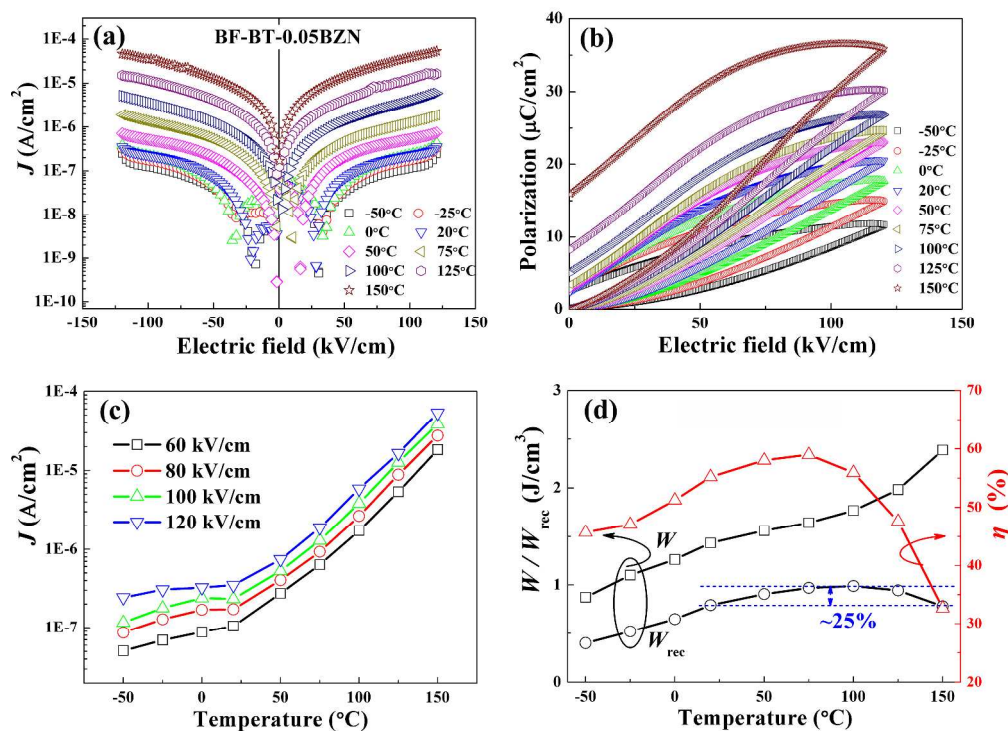 (a)
BF-BT-0.05BZN
1E-4
1E-5
1E-6
1E-7
1E-8
1E-9
1E-10
J (A/cm²)
-50°C -25°C
0°C 20°C
50°C 75°C
100°C 125°C
150°C
-150 -100 -50 0 50 100 150
Electric field (kV/cm)
(b)
40
30
20
10
0
Polarization (μC/cm²)
-50°C
-25°C
0°C
20°C
50°C
75°C
100°C
125°C
150°C
0 50 100 150
Electric field (kV/cm)
(c)
1E-4
1E-5
1E-6
1E-7
J (A/cm²)
60 kV/cm
80 kV/cm
100 kV/cm
120 kV/cm
-50 0 50 100 150
Temperature (°C)
(d)
3
2
1
0
W / W rec (J/cm³)
W
W rec
~25%
70
60
50
40
30
20
η (%)
-50 0 50 100 150
Temperature (°C)